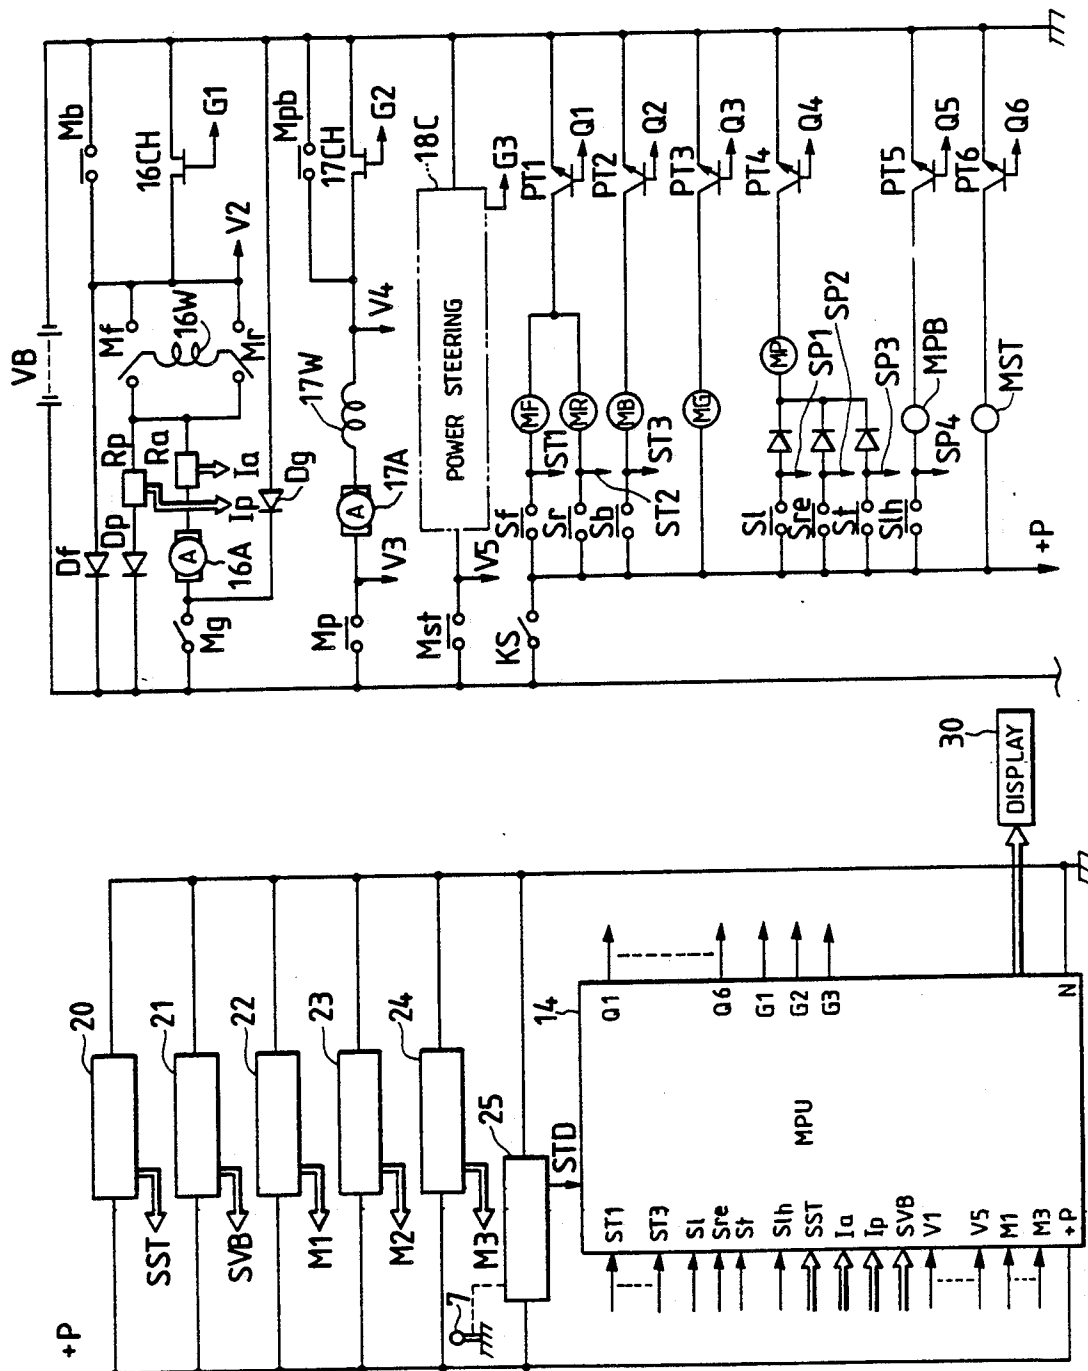 VB
Mb
16CH
G1
V2
Mf
16W
Mr
Rp
Ra
Ia
Ip
Dg
Df
Dp
A
16A
Mg
Mpb
17CH
G2
V4
17W
A
17A
V3
Mp
18C
G3
POWER STEERING
V5
Mst
PT1
Q1
PT2
Q2
PT3
Q3
PT4
Q4
PT5
Q5
PT6
Q6
MF
MR
MB
MG
MP
ST1
ST2
ST3
SP1
SP2
SP3
SP4
MPB
MST
KS
Sf
Sr
Sb
Sl
Sre
St
Slh
+P
+P
20
SST
21
SVB
22
M1
23
M2
24
M3
25
7
STD
14
MPU
ST1
ST3
Sl
Sre
St
Slh
SST
Ia
Ip
SVB
V1
V5
M1
M3
+P
Q1
Q6
G1
G2
G3
N
30
DISPLAY